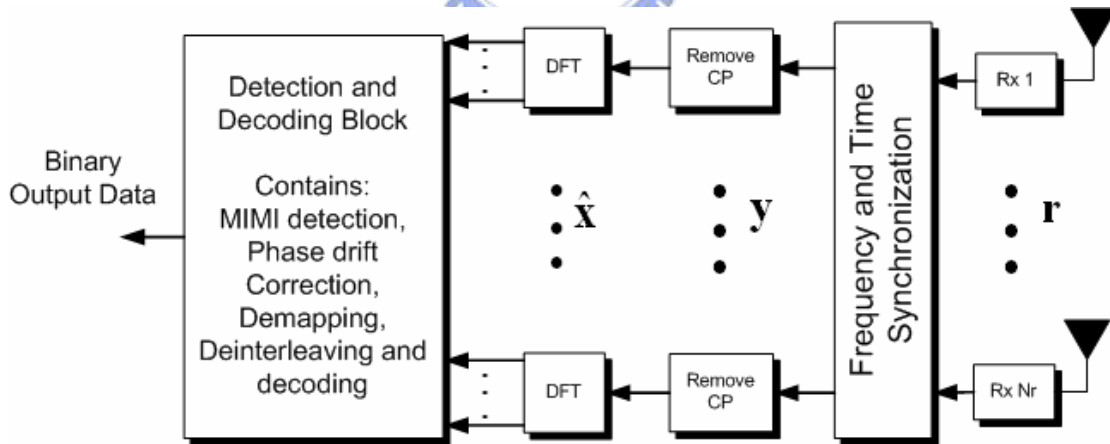 Binary
Output Data
Detection and
Decoding Block
Contains:
MIMI detection,
Phase drift
Correction,
Demapping,
Deinterleaving and
decoding
DFT
Remove
CP
Frequency and Time
Synchronization
Rx 1
x̂
y
r
DFT
Remove
CP
Rx Nr